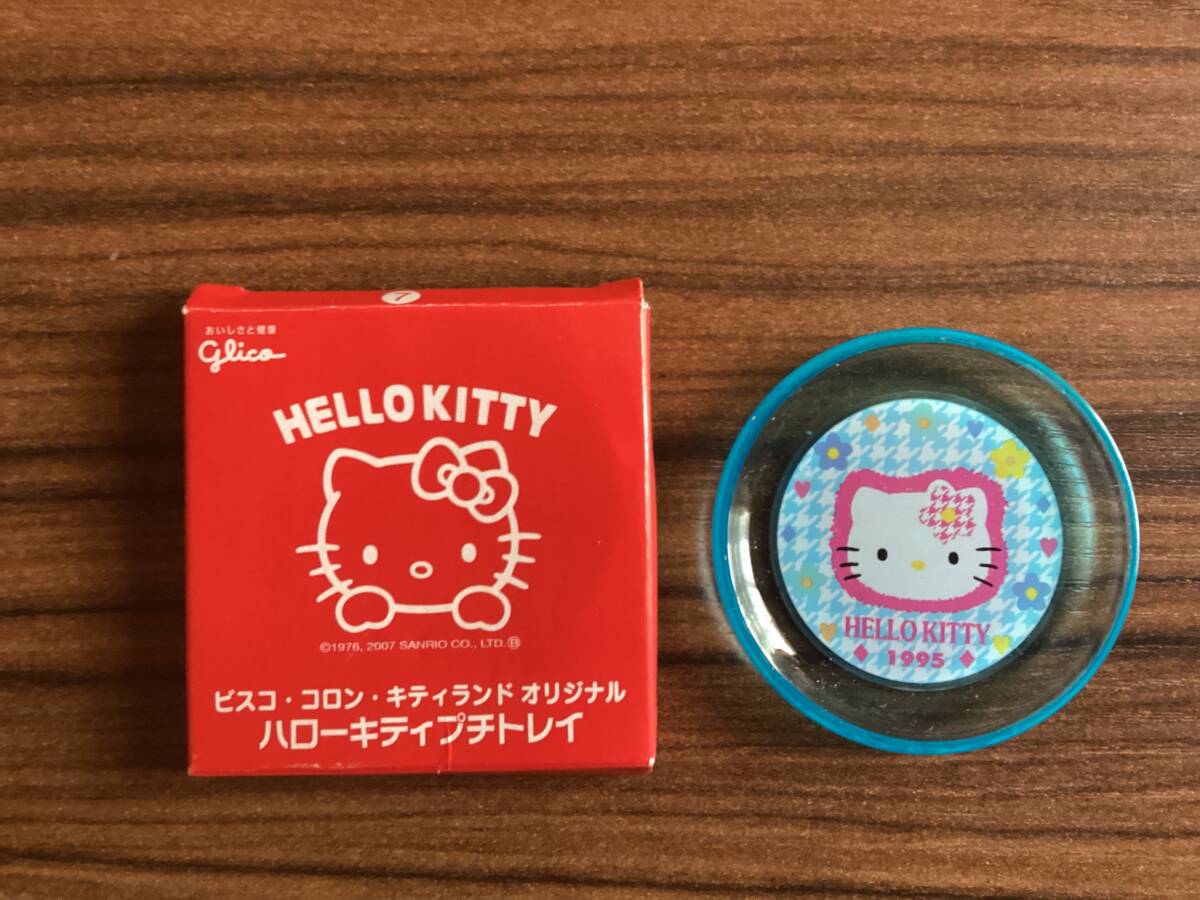 7
おいしさと健康
glico
HELLO KITTY
©1976, 2007 SANRIO CO., LTD. Ⓑ
ビスコ・コロン・キティランド オリジナル
ハローキティプチトレイ
HELLO KITTY
1995